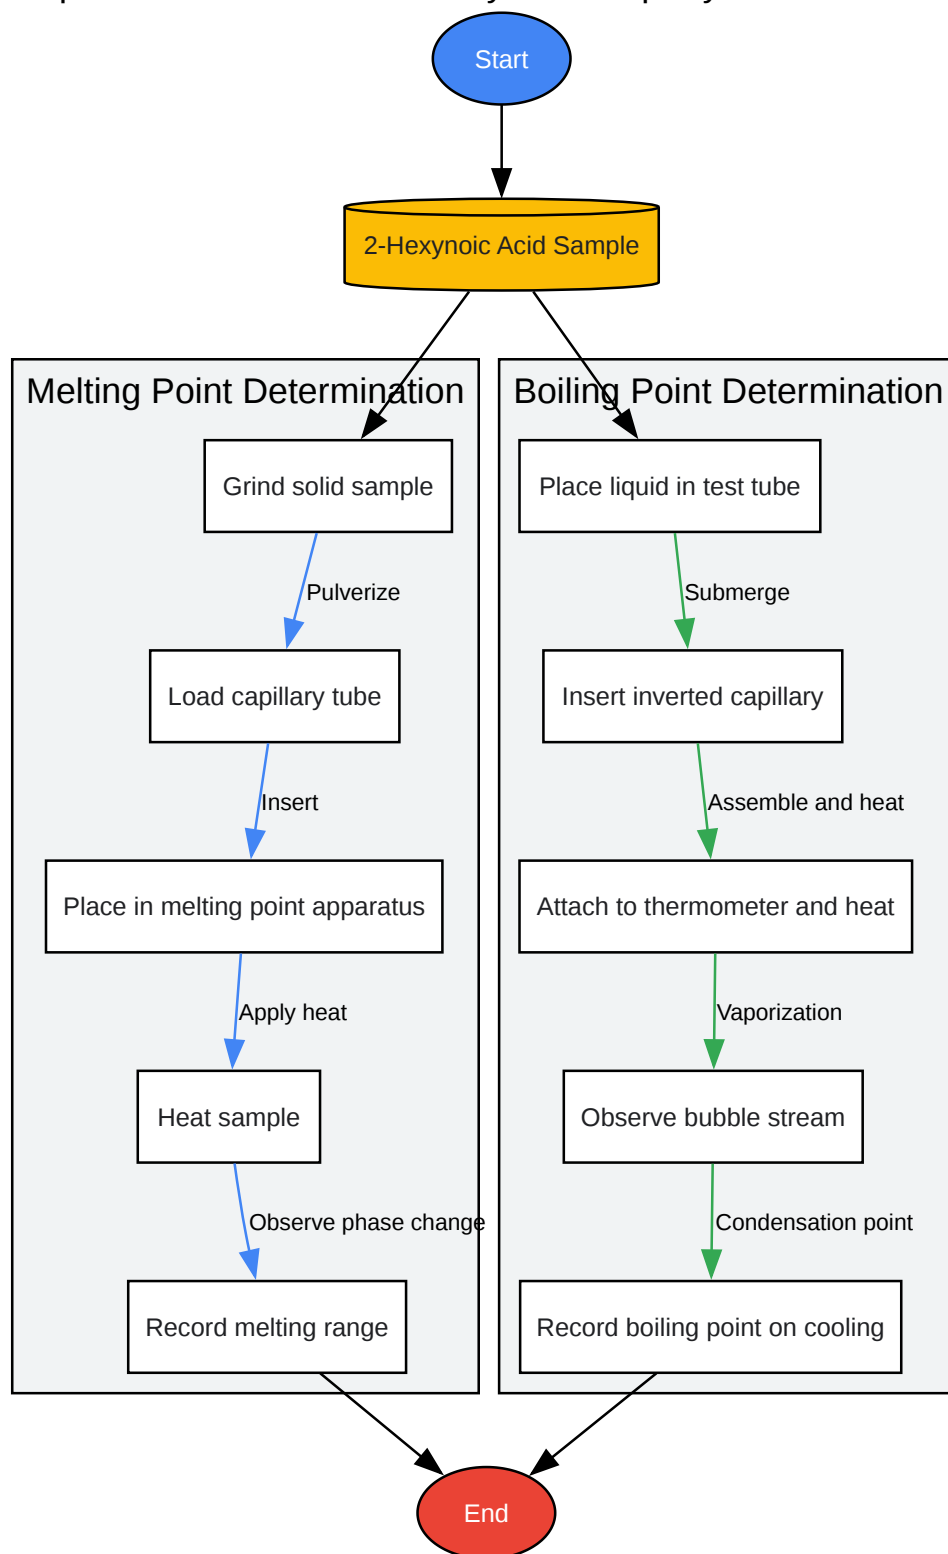 Start
2-Hexynoic Acid Sample
Melting Point Determination
Grind solid sample
Pulverize
Load capillary tube
Insert
Place in melting point apparatus
Apply heat
Heat sample
Observe phase change
Record melting range
Boiling Point Determination
Place liquid in test tube
Submerge
Insert inverted capillary
Assemble and heat
Attach to thermometer and heat
Vaporization
Observe bubble stream
Condensation point
Record boiling point on cooling
End